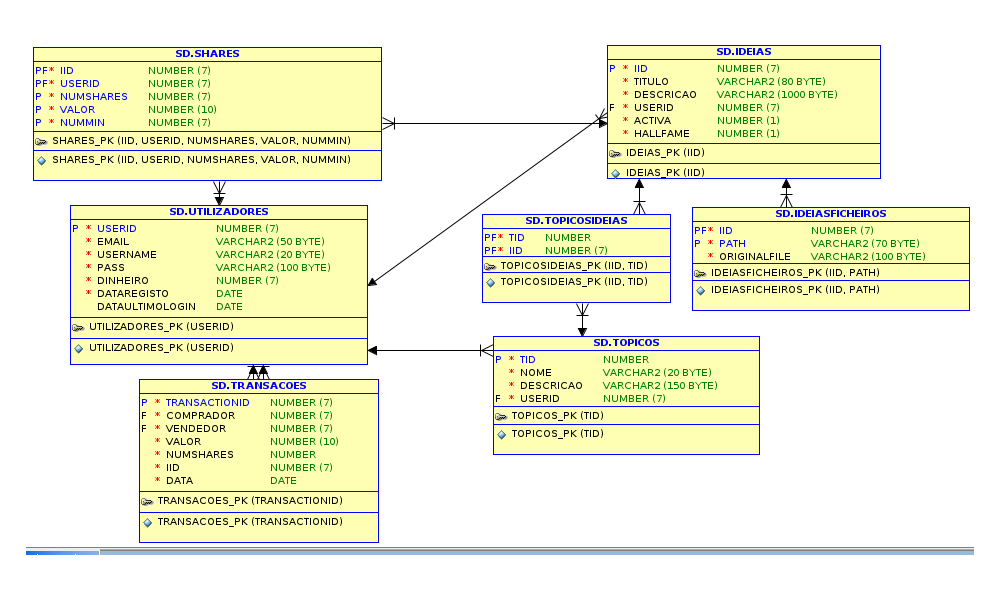 SD.SHARES
PF* IID NUMBER (7)
PF* USERID NUMBER (7)
P * NUMSHARES NUMBER (7)
P * VALOR NUMBER (10)
P * NUMMIN NUMBER (7)
SHARES_PK (IID, USERID, NUMSHARES, VALOR, NUMMIN)
SHARES_PK (IID, USERID, NUMSHARES, VALOR, NUMMIN)
SD.IDEIAS
P * IID NUMBER (7)
* TITULO VARCHAR2 (80 BYTE)
* DESCRICAO VARCHAR2 (1000 BYTE)
F * USERID NUMBER (7)
* ACTIVA NUMBER (1)
* HALLFAME NUMBER (1)
IDEIAS_PK (IID)
IDEIAS_PK (IID)
SD.UTILIZADORES
P * USERID NUMBER (7)
* EMAIL VARCHAR2 (50 BYTE)
* USERNAME VARCHAR2 (20 BYTE)
* PASS VARCHAR2 (100 BYTE)
* DINHEIRO NUMBER (7)
* DATAREGISTO DATE
DATAULTIMOLOGIN DATE
UTILIZADORES_PK (USERID)
UTILIZADORES_PK (USERID)
SD.TOPICOSIDEIAS
PF* TID NUMBER
PF* IID NUMBER (7)
TOPICOSIDEIAS_PK (IID, TID)
TOPICOSIDEIAS_PK (IID, TID)
SD.IDEIASFICHEIROS
PF* IID NUMBER (7)
P * PATH VARCHAR2 (70 BYTE)
* ORIGINALFILE VARCHAR2 (100 BYTE)
IDEIASFICHEIROS_PK (IID, PATH)
IDEIASFICHEIROS_PK (IID, PATH)
SD.TOPICOS
P * TID NUMBER
* NOME VARCHAR2 (20 BYTE)
* DESCRICAO VARCHAR2 (150 BYTE)
F * USERID NUMBER (7)
TOPICOS_PK (TID)
TOPICOS_PK (TID)
SD.TRANSACOES
P * TRANSACTIONID NUMBER (7)
F * COMPRADOR NUMBER (7)
F * VENDEDOR NUMBER (7)
* VALOR NUMBER (10)
* NUMSHARES NUMBER
* IID NUMBER (7)
* DATA DATE
TRANSACOES_PK (TRANSACTIONID)
TRANSACOES_PK (TRANSACTIONID)